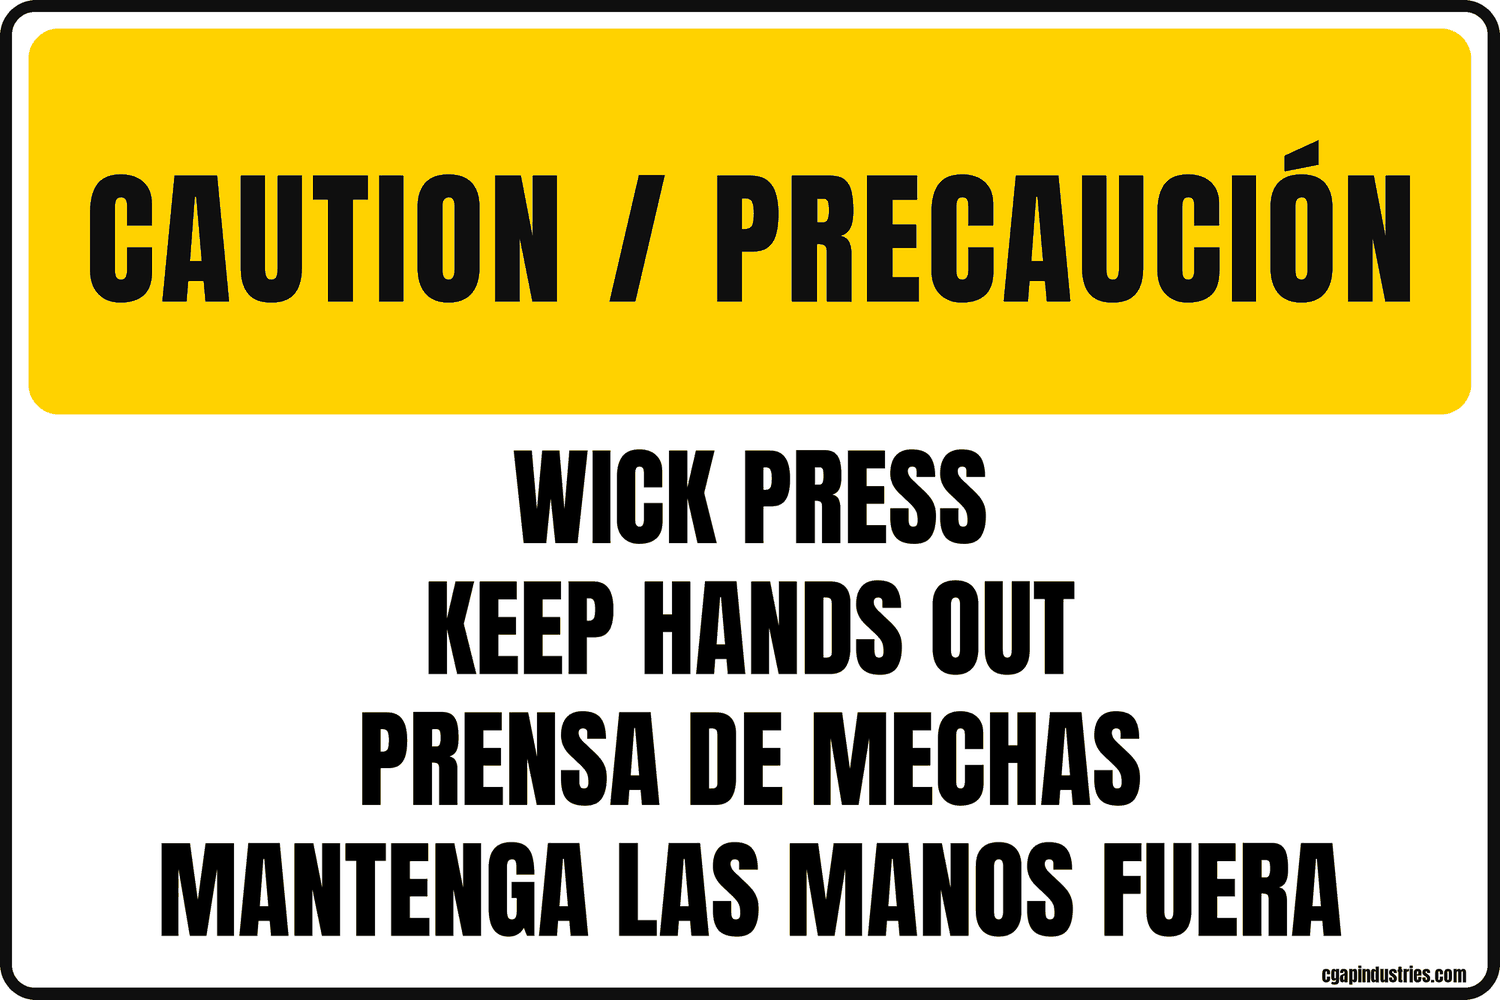 CAUTION / PRECAUCIÓN
WICK PRESS
KEEP HANDS OUT
PRENSA DE MECHAS
MANTENGA LAS MANOS FUERA
cgapindustries.com